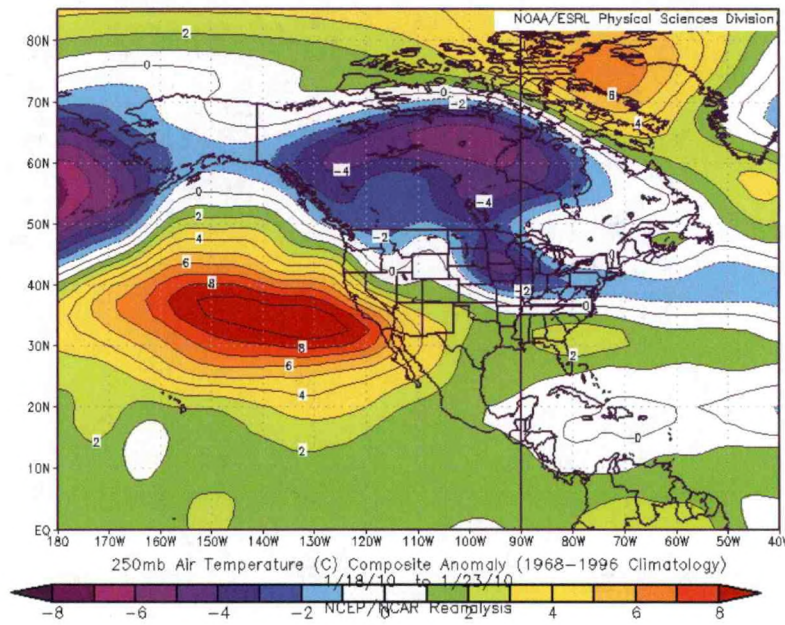 NOAA/ESRL Physical Sciences Division
80N
70N
60N
50N
40N
30N
20N
10N
EQ
2
0
0
-2
6
4
-4
-4
0
2
4
6
8
-2
0
0
-2
0
8
6
4
2
2
2
0
180 170W 160W 150W 140W 130W 120W 110W 100W 90W 80W 70W 60W 50W 40W
250mb Air Temperature (C) Composite Anomaly (1968-1996 Climatology)
1/18/10 to 1/23/10
-8 -6 -4 -2 0 2 4 6 8
NCEP/NCAR Reanalysis